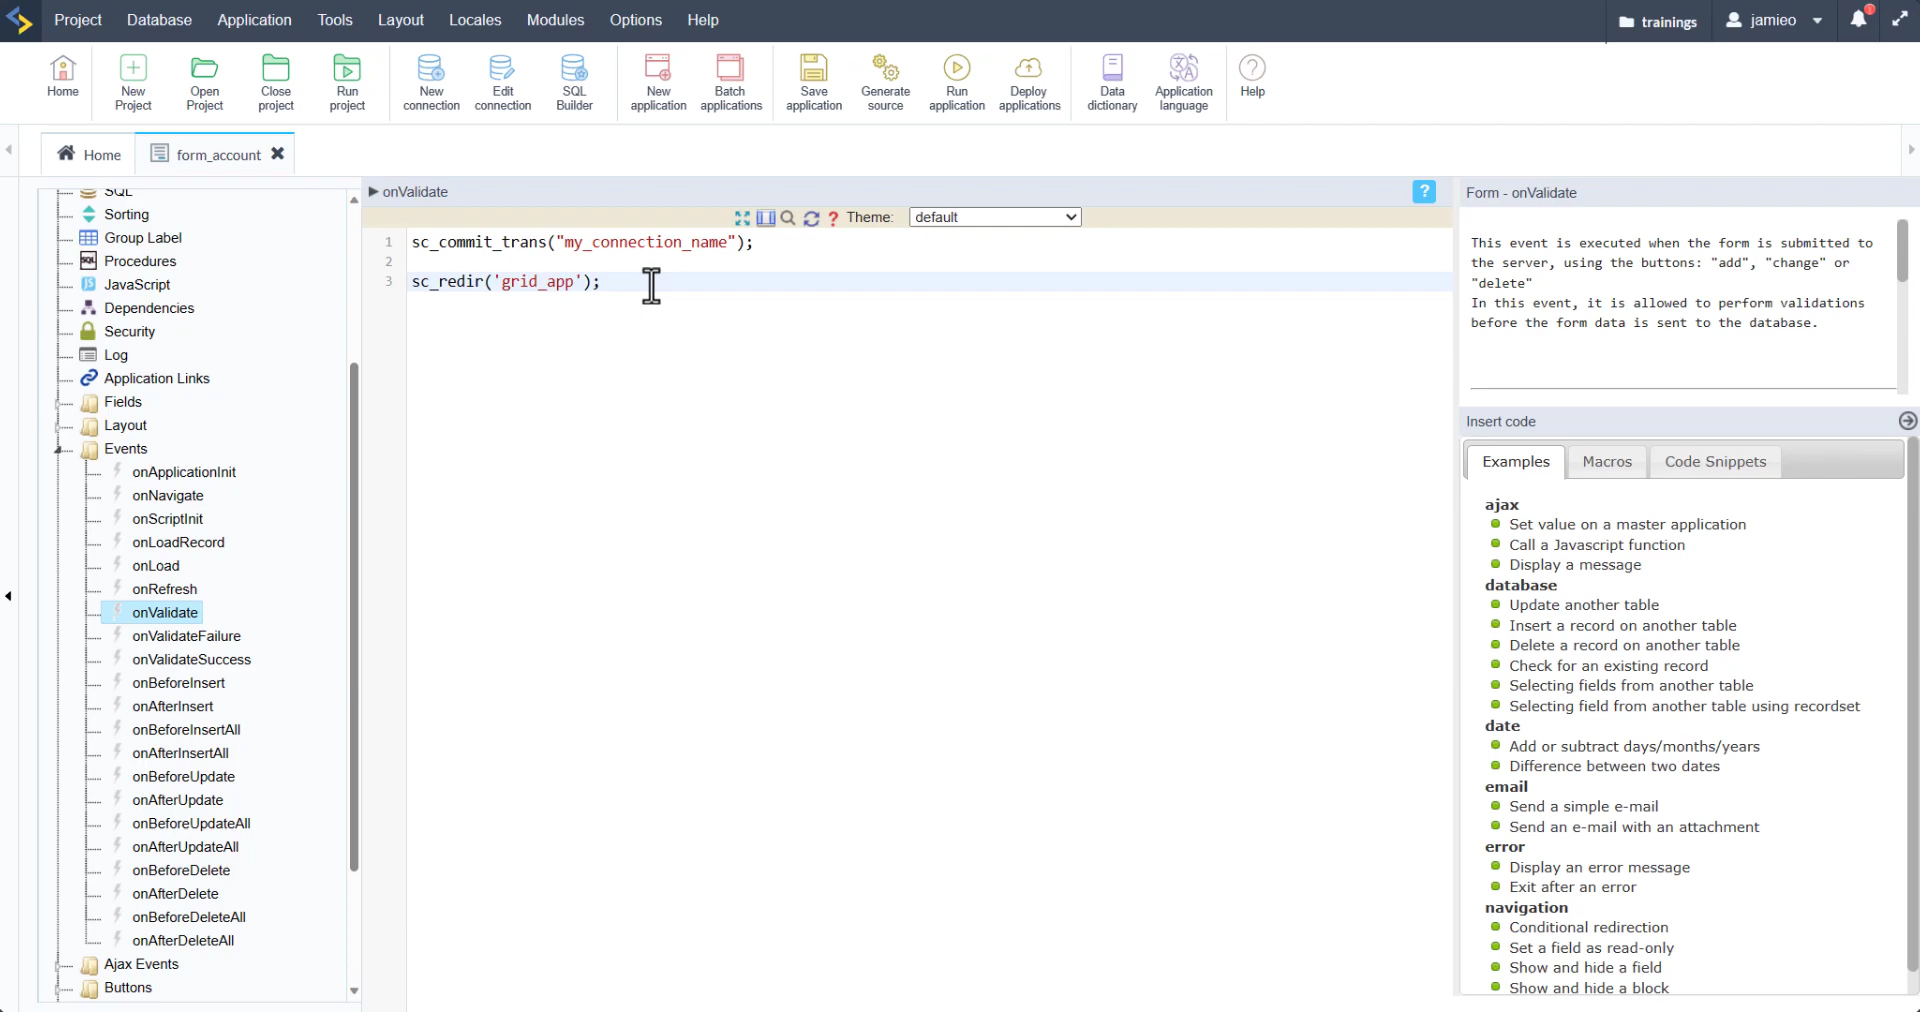 Project Database Application Tools Layout Locales Modules Options Help trainings jamieo
Home
New
Project
Open
Project
Close
project
Run
project
New
connection
Edit
connection
SQL
Builder
New
application
Batch
applications
Save
application
Generate
source
Run
application
Deploy
applications
Data
dictionary
Application
language
Help
Home form_account
SQL
Sorting
Group Label
Procedures
JavaScript
Dependencies
Security
Log
Application Links
Fields
Layout
Events
onApplicationInit
onNavigate
onScriptInit
onLoadRecord
onLoad
onRefresh
onValidate
onValidateFailure
onValidateSuccess
onBeforeInsert
onAfterInsert
onBeforeInsertAll
onAfterInsertAll
onBeforeUpdate
onAfterUpdate
onBeforeUpdateAll
onAfterUpdateAll
onBeforeDelete
onAfterDelete
onBeforeDeleteAll
onAfterDeleteAll
Ajax Events
Buttons
onValidate ?
? Theme: default
1 sc_commit_trans("my_connection_name");
2
3 sc_redir('grid_app');
Form - onValidate
This event is executed when the form is submitted to
the server, using the buttons: "add", "change" or
"delete"
In this event, it is allowed to perform validations
before the form data is sent to the database.
Insert code
Examples Macros Code Snippets
ajax
Set value on a master application
Call a Javascript function
Display a message
database
Update another table
Insert a record on another table
Delete a record on another table
Check for an existing record
Selecting fields from another table
Selecting field from another table using recordset
date
Add or subtract days/months/years
Difference between two dates
email
Send a simple e-mail
Send an e-mail with an attachment
error
Display an error message
Exit after an error
navigation
Conditional redirection
Set a field as read-only
Show and hide a field
Show and hide a block